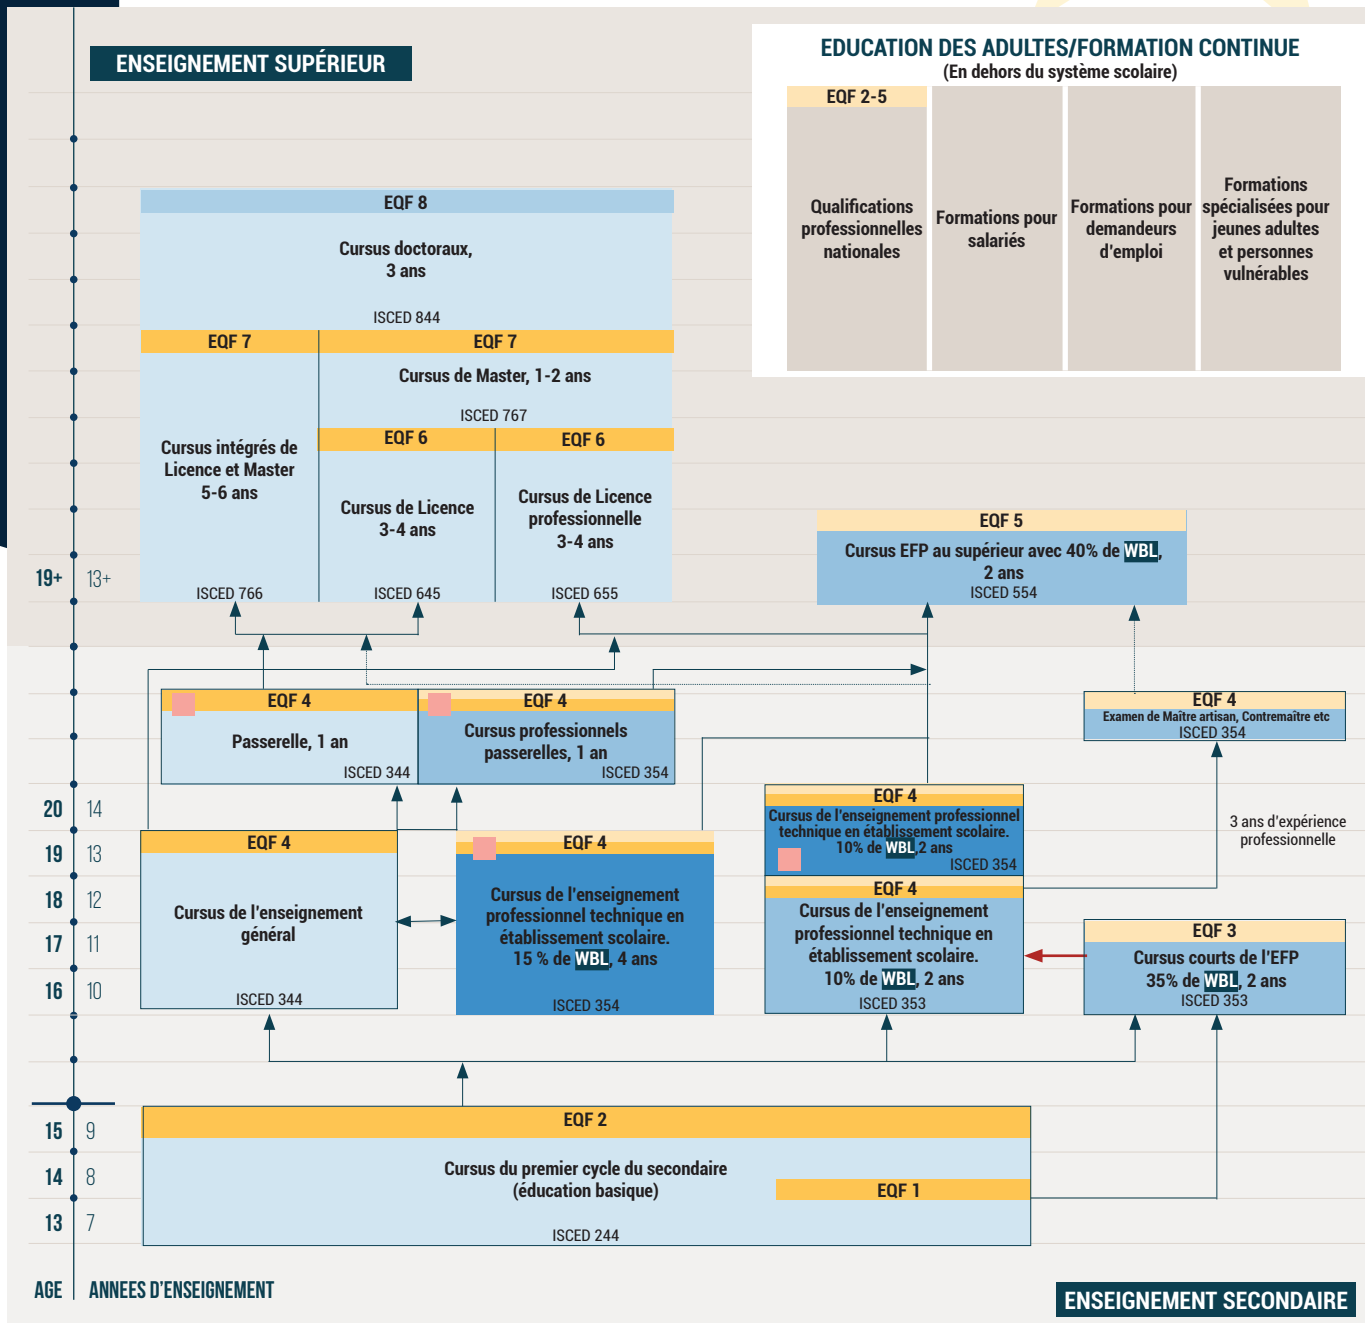 ENSEIGNEMENT SUPÉRIEUR
EDUCATION DES ADULTES/FORMATION CONTINUE
(En dehors du système scolaire)
EQF 2-5
Qualifications
professionnelles
nationales
Formations pour
salariés
Formations pour
demandeurs
d'emploi
Formations
spécialisées pour
jeunes adultes
et personnes
vulnérables
EQF 8
Cursus doctoraux,
3 ans
ISCED 844
EQF 7
Cursus intégrés de
Licence et Master
5-6 ans
ISCED 766
EQF 7
Cursus de Master, 1-2 ans
ISCED 767
EQF 6
Cursus de Licence
3-4 ans
ISCED 645
EQF 6
Cursus de Licence
professionnelle
3-4 ans
ISCED 655
EQF 5
Cursus EFP au supérieur avec 40% de WBL,
2 ans
ISCED 554
19+ 13+
EQF 4
Passerelle, 1 an
ISCED 344
EQF 4
Cursus professionnels
passerelles, 1 an
ISCED 354
EQF 4
Examen de Maître artisan, Contremaître etc
ISCED 354
3 ans d'expérience
professionnelle
20 14
19 13
18 12
17 11
16 10
EQF 4
Cursus de l'enseignement
général
ISCED 344
EQF 4
Cursus de l'enseignement
professionnel technique en
établissement scolaire.
15 % de WBL, 4 ans
ISCED 354
EQF 4
Cursus de l'enseignement professionnel
technique en établissement scolaire.
10% de WBL,2 ans
ISCED 354
EQF 4
Cursus de l'enseignement
professionnel technique en
établissement scolaire.
10% de WBL, 2 ans
ISCED 353
EQF 3
Cursus courts de l'EFP
35% de WBL, 2 ans
ISCED 353
15 9
14 8
13 7
EQF 2
Cursus du premier cycle du secondaire
(éducation basique)
EQF 1
ISCED 244
AGE ANNEES D'ENSEIGNEMENT
ENSEIGNEMENT SECONDAIRE